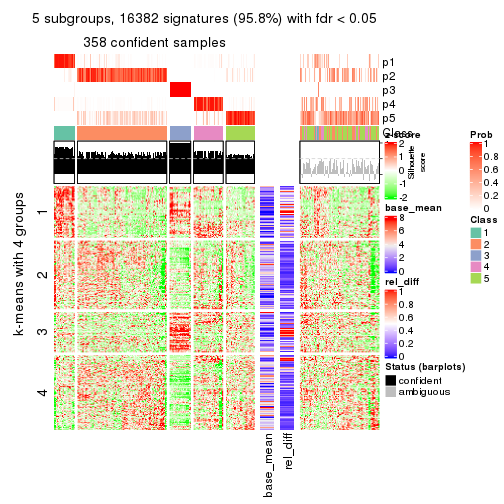 5 subgroups, 16382 signatures (95.8%) with fdr < 0.05
358 confident samples
p1
p2
p3
p4
p5
Class
z-score
2
1
0
-1
-2
Silhouette
score
Prob
1
0.8
0.6
0.4
0.2
0
Class
1
2
3
4
5
base_mean
8
6
4
2
0
rel_diff
1
0.8
0.6
0.4
0.2
0
Status (barplots)
confident
ambiguous
k-means with 4 groups
1
2
3
4
base_mean
rel_diff